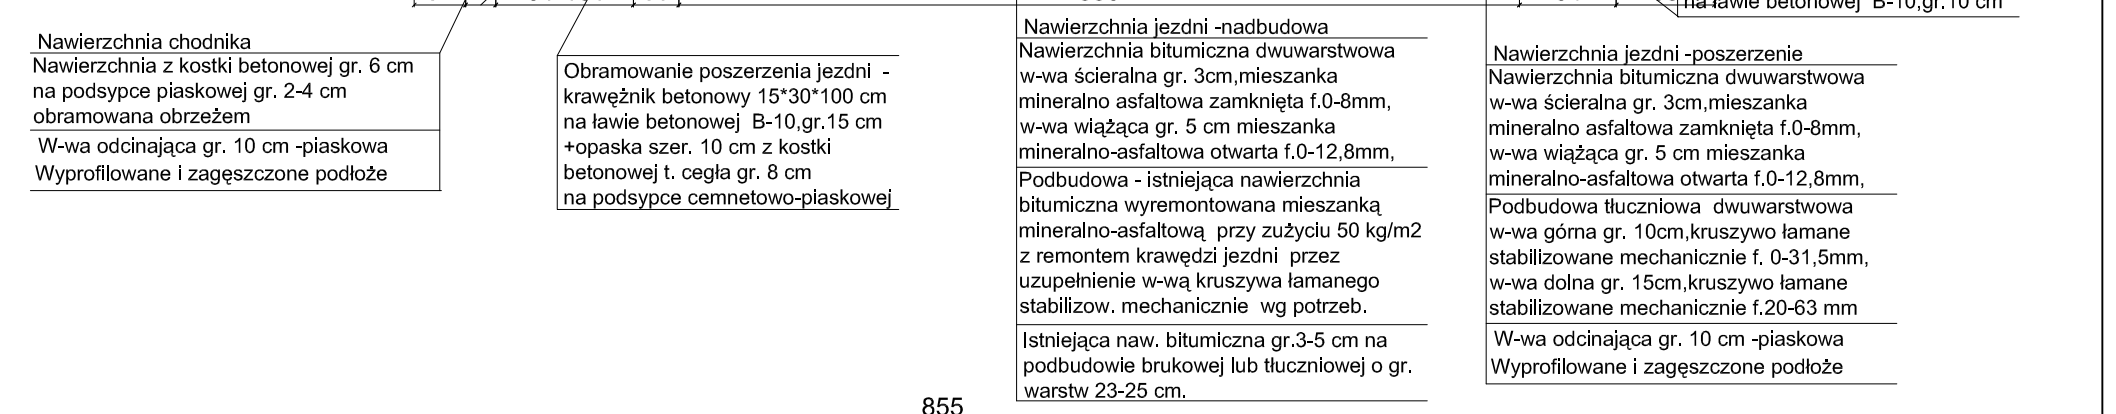 na ławie betonowej B-10,gr.10 cm
Nawierzchnia chodnika
Nawierzchnia z kostki betonowej gr. 6 cm
na podsypce piaskowej gr. 2-4 cm
obramowana obrzeżem
W-wa odcinająca gr. 10 cm -piaskowa
Wyprofilowane i zagęszczone podłoże
Obramowanie poszerzenia jezdni -
krawężnik betonowy 15*30*100 cm
na ławie betonowej B-10,gr.15 cm
+opaska szer. 10 cm z kostki
betonowej t. cegła gr. 8 cm
na podsypce cemnetowo-piaskowej
Nawierzchnia jezdni -nadbudowa
Nawierzchnia bitumiczna dwuwarstwowa
w-wa ścieralna gr. 3cm,mieszanka
mineralno asfaltowa zamknięta f.0-8mm,
w-wa wiążąca gr. 5 cm mieszanka
mineralno-asfaltowa otwarta f.0-12,8mm,
Podbudowa - istniejąca nawierzchnia
bitumiczna wyremontowana mieszanką
mineralno-asfaltową przy zużyciu 50 kg/m2
z remontem krawędzi jezdni przez
uzupełnienie w-wą kruszywa łamanego
stabilizow. mechanicznie wg potrzeb.
Istniejąca naw. bitumiczna gr.3-5 cm na
podbudowie brukowej lub tłuczniowej o gr.
warstw 23-25 cm.
Nawierzchnia jezdni -poszerzenie
Nawierzchnia bitumiczna dwuwarstwowa
w-wa ścieralna gr. 3cm,mieszanka
mineralno asfaltowa zamknięta f.0-8mm,
w-wa wiążąca gr. 5 cm mieszanka
mineralno-asfaltowa otwarta f.0-12,8mm,
Podbudowa tłuczniowa dwuwarstwowa
w-wa górna gr. 10cm,kruszywo łamane
stabilizowane mechanicznie f. 0-31,5mm,
w-wa dolna gr. 15cm,kruszywo łamane
stabilizowane mechanicznie f.20-63 mm
W-wa odcinająca gr. 10 cm -piaskowa
Wyprofilowane i zagęszczone podłoże
855